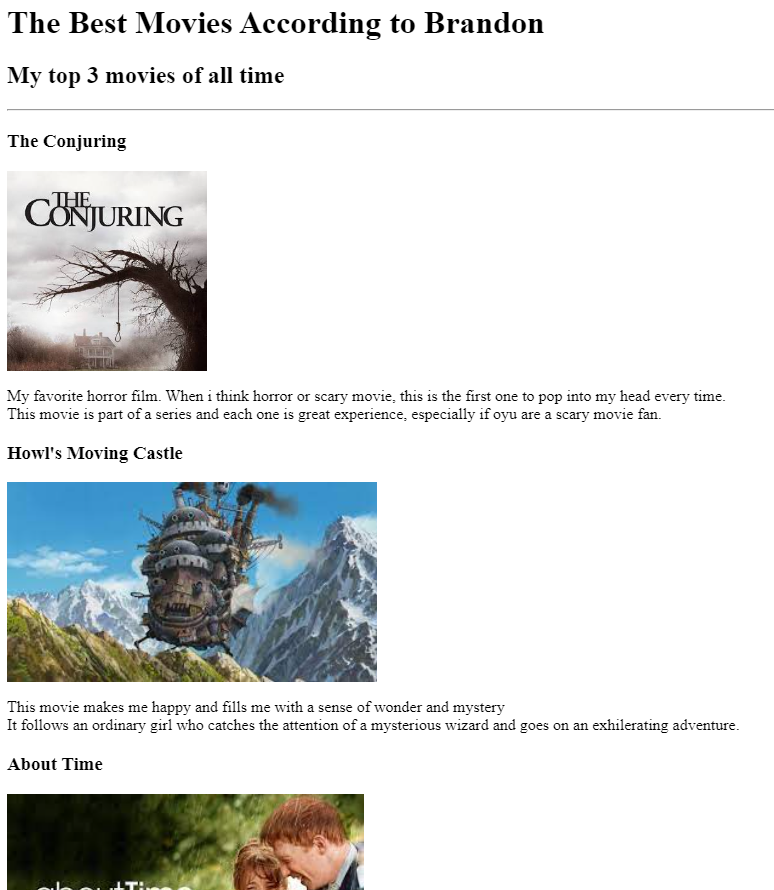 The Best Movies According to Brandon
My top 3 movies of all time
The Conjuring
THE
CONJURING
My favorite horror film. When i think horror or scary movie, this is the first one to pop into my head every time.
This movie is part of a series and each one is great experience, especially if oyu are a scary movie fan.
Howl's Moving Castle
This movie makes me happy and fills me with a sense of wonder and mystery
It follows an ordinary girl who catches the attention of a mysterious wizard and goes on an exhilerating adventure.
About Time
aboutTime